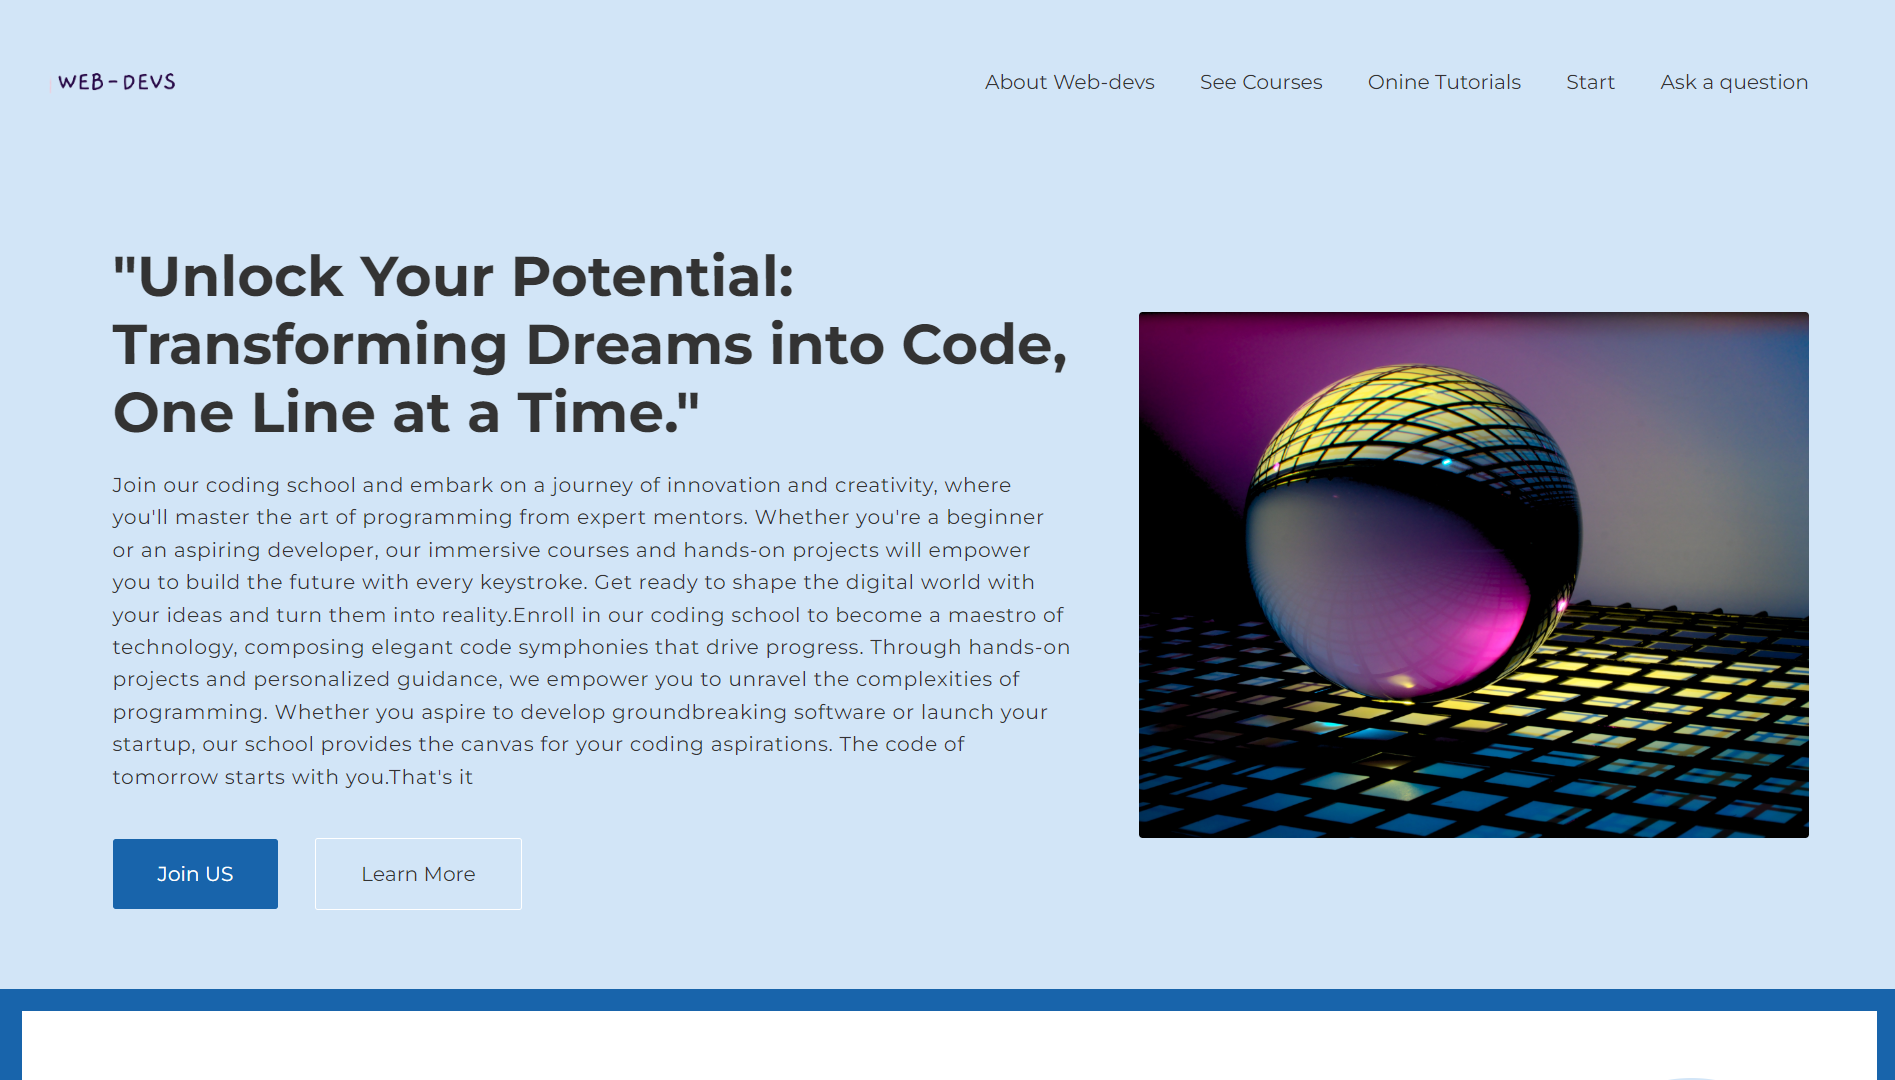 WEB-DEVS
About Web-devs See Courses Onine Tutorials Start Ask a question
"Unlock Your Potential:
Transforming Dreams into Code,
One Line at a Time."
Join our coding school and embark on a journey of innovation and creativity, where
you'll master the art of programming from expert mentors. Whether you're a beginner
or an aspiring developer, our immersive courses and hands-on projects will empower
you to build the future with every keystroke. Get ready to shape the digital world with
your ideas and turn them into reality.Enroll in our coding school to become a maestro of
technology, composing elegant code symphonies that drive progress. Through hands-on
projects and personalized guidance, we empower you to unravel the complexities of
programming. Whether you aspire to develop groundbreaking software or launch your
startup, our school provides the canvas for your coding aspirations. The code of
tomorrow starts with you.That's it
Join US Learn More